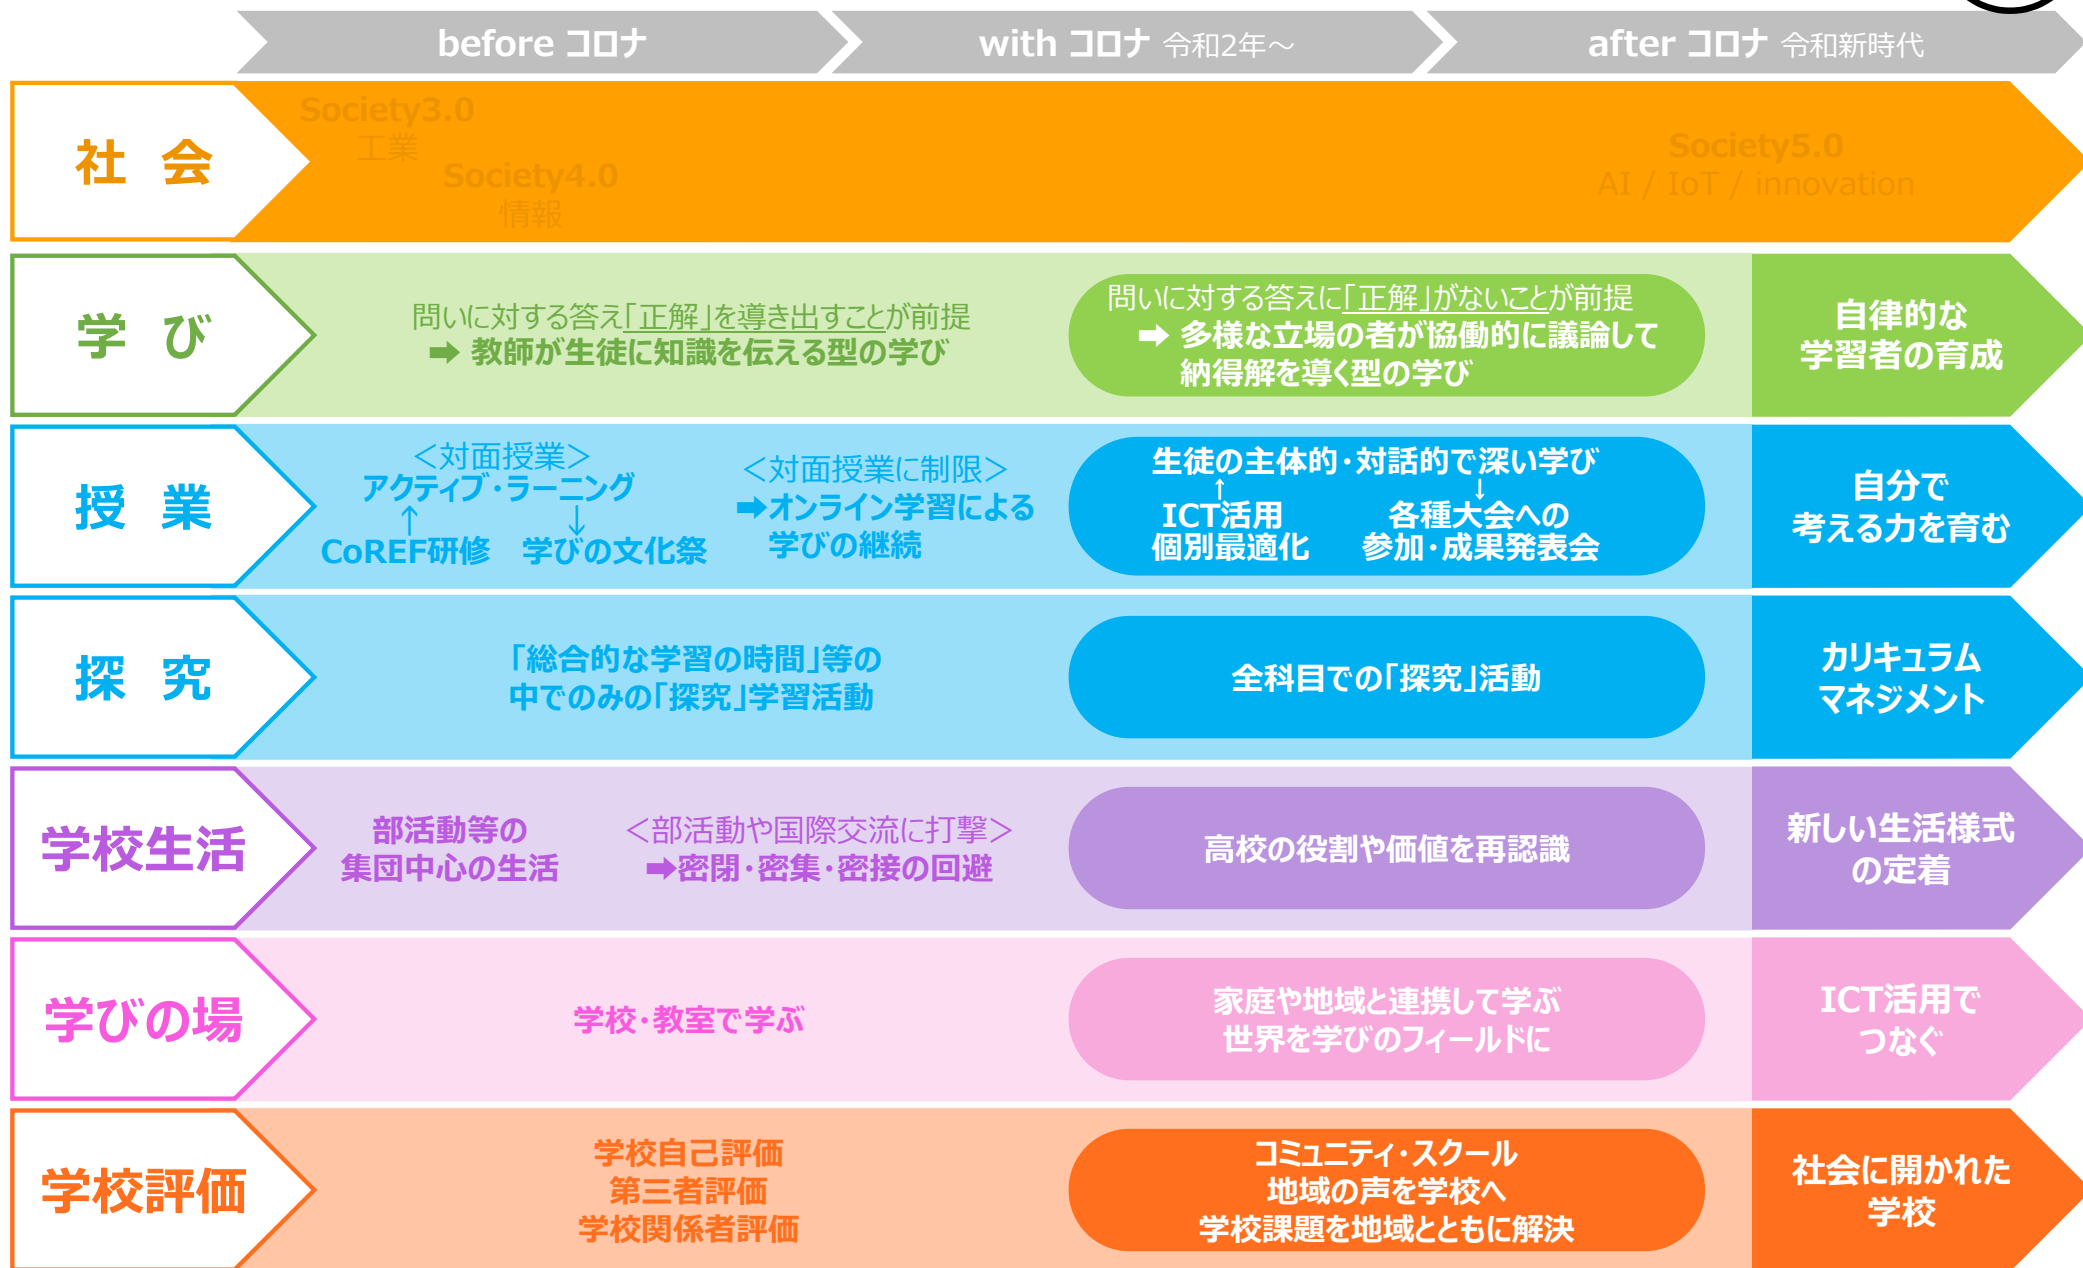 before コロナ
with コロナ 令和2年～
after コロナ 令和新時代
社 会
Society3.0
工業
Society4.0
情報
Society5.0
AI / IoT / innovation
学 び
問いに対する答え「正解」を導き出すことが前提
➡ 教師が生徒に知識を伝える型の学び
問いに対する答えに「正解」がないことが前提
➡ 多様な立場の者が協働的に議論して
納得解を導く型の学び
自律的な
学習者の育成
授 業
＜対面授業＞
アクティブ・ラーニング
↑ ↓
CoREF研修 学びの文化祭
＜対面授業に制限＞
➡オンライン学習による
学びの継続
生徒の主体的・対話的で深い学び
↑ ↓
ICT活用 各種大会への
個別最適化 参加・成果発表会
自分で
考える力を育む
探 究
「総合的な学習の時間」等の
中でのみの「探究」学習活動
全科目での「探究」活動
カリキュラム
マネジメント
学校生活
部活動等の
集団中心の生活
＜部活動や国際交流に打撃＞
➡密閉・密集・密接の回避
高校の役割や価値を再認識
新しい生活様式
の定着
学びの場
学校・教室で学ぶ
家庭や地域と連携して学ぶ
世界を学びのフィールドに
ICT活用で
つなぐ
学校評価
学校自己評価
第三者評価
学校関係者評価
コミュニティ・スクール
地域の声を学校へ
学校課題を地域とともに解決
社会に開かれた
学校